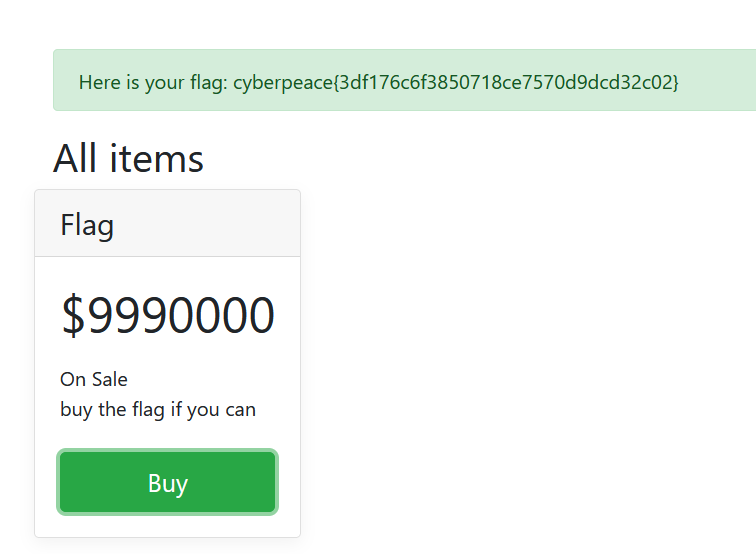 Here is your flag: cyberpeace{3df176c6f3850718ce7570d9dcd32c02}
All items
Flag
$9990000
On Sale
buy the flag if you can
Buy